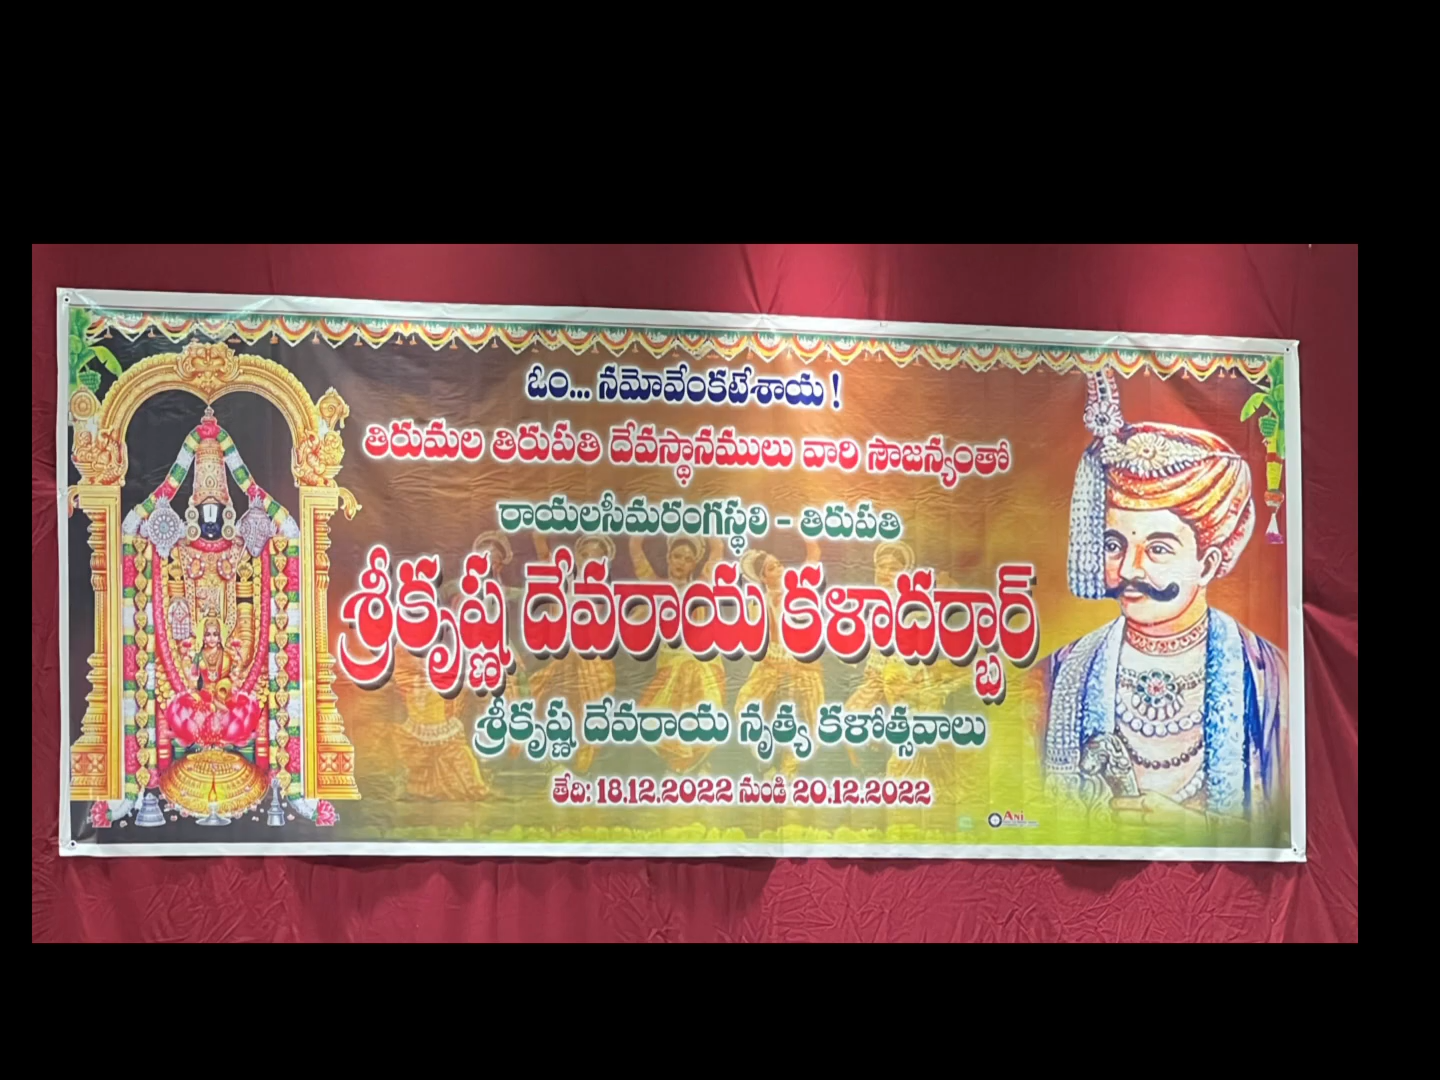 ఓం... నమోవేంకటేశాయ !
తిరుమల తిరుపతి దేవస్థానములు వారి సౌజన్యంతో
రాయలసీమరంగస్థలి - తిరుపతి
శ్రీకృష్ణ దేవరాయ కళాదర్బార్
శ్రీకృష్ణ దేవరాయ నృత్య కళోత్సవాలు
తేది: 18.12.2022 నుండి 20.12.2022
Ani